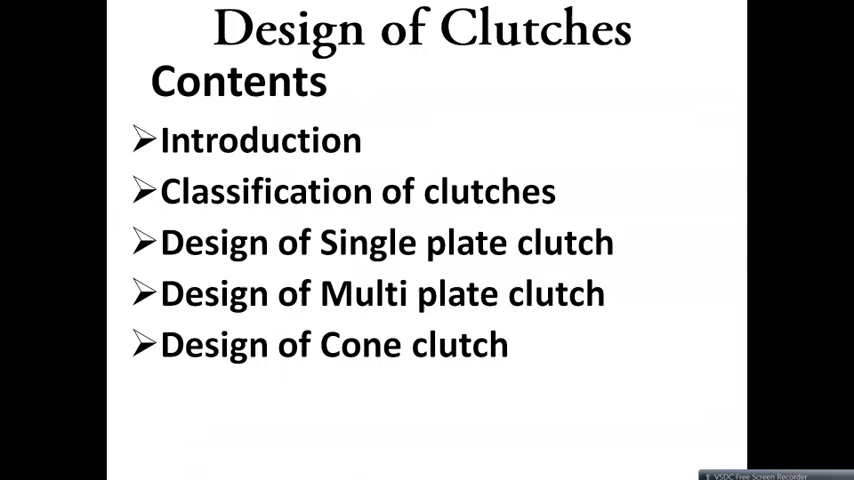 Design of Clutches
Contents
➢Introduction
➢Classification of clutches
➢Design of Single plate clutch
➢Design of Multi plate clutch
➢Design of Cone clutch
VSDC Free Screen Recorder